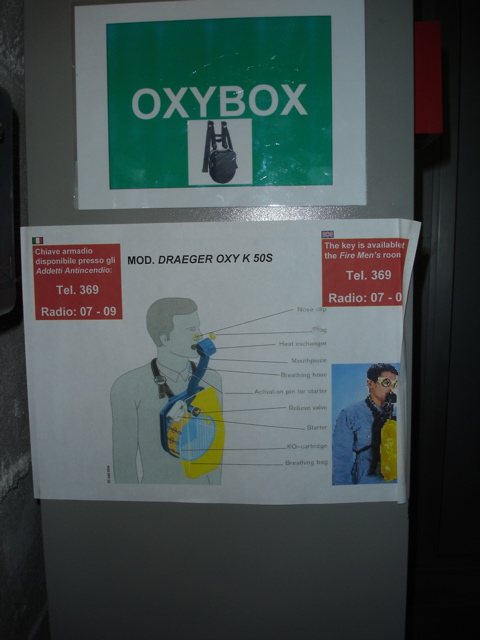 OXYBOX
Chiave armadio
disponibile presso gli
Addetti Antincendio:
Tel. 369
Radio: 07 - 09
MOD. DRAEGER OXY K 50S
The key is available
the Fire Men's room
Tel. 369
Radio: 07 - 0
Nose clip
Plug
Heat exchanger
Mouthpiece
Breathing hose
Activation pin for starter
Release valve
Starter
KO2-cartridge
Breathing bag